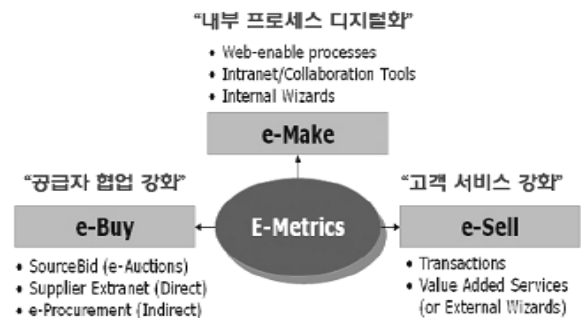 “내부 프로세스 디지털화”
• Web-enable processes
• Intranet/Collaboration Tools
• Internal Wizards
e-Make
“공급자 협업 강화”
e-Buy
• SourceBid (e-Auctions)
• Supplier Extranet (Direct)
• e-Procurement (Indirect)
E-Metrics
“고객 서비스 강화”
e-Sell
• Transactions
• Value Added Services
(or External Wizards)